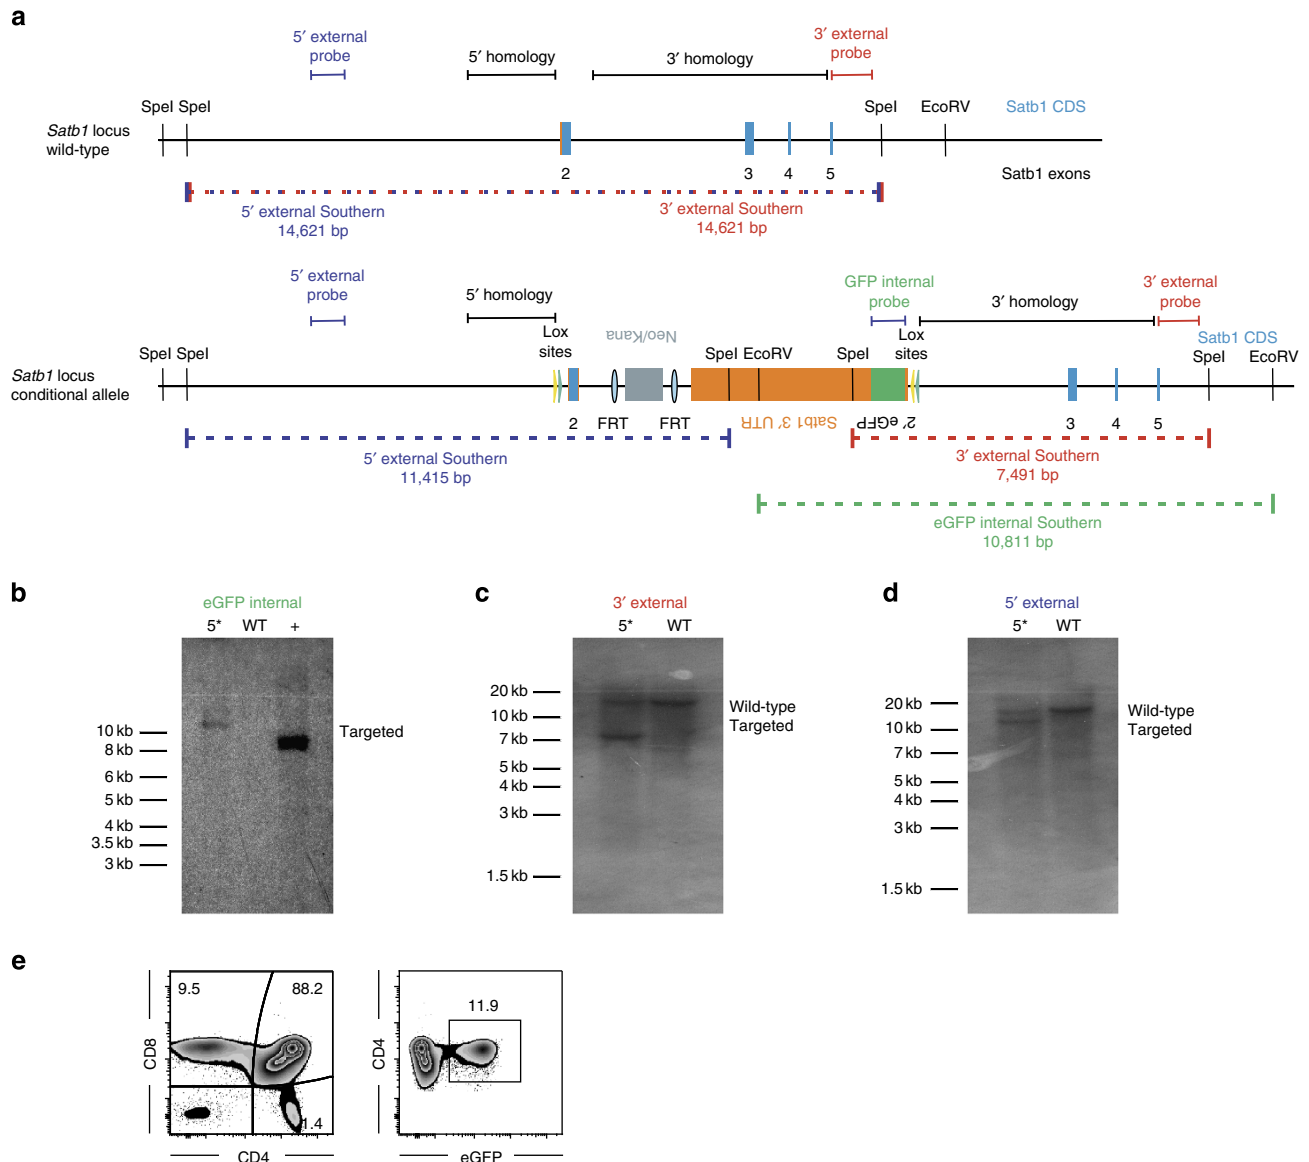 a
5′ external
probe
5′ homology
3′ homology
3′ external
probe
SpeI SpeI
SpeI
EcoRV
Satb1 CDS
Satb1 locus
wild-type
2
3
4
5
Satb1 exons
5′ external Southern
14,621 bp
3′ external Southern
14,621 bp
5′ external
probe
5′ homology
Lox
sites
Neo/Kana
GFP internal
probe
Lox
sites
3′ homology
3′ external
probe
Satb1 CDS
SpeI SpeI
SpeI EcoRV
SpeI
SpeI
EcoRV
Satb1 locus
conditional allele
2
FRT
FRT
Satb1 3′ UTR
2′ eGFP
3
4
5
5′ external Southern
11,415 bp
3′ external Southern
7,491 bp
eGFP internal Southern
10,811 bp
b
eGFP internal
5* WT +
10 kb
8 kb
6 kb
5 kb
4 kb
3.5 kb
3 kb
Targeted
c
3′ external
5* WT
20 kb
10 kb
7 kb
5 kb
4 kb
3 kb
1.5 kb
Wild-type
Targeted
d
5′ external
5* WT
20 kb
10 kb
7 kb
5 kb
4 kb
3 kb
1.5 kb
Wild-type
Targeted
e
9.5
88.2
1.4
CD8
CD4
11.9
CD4
eGFP